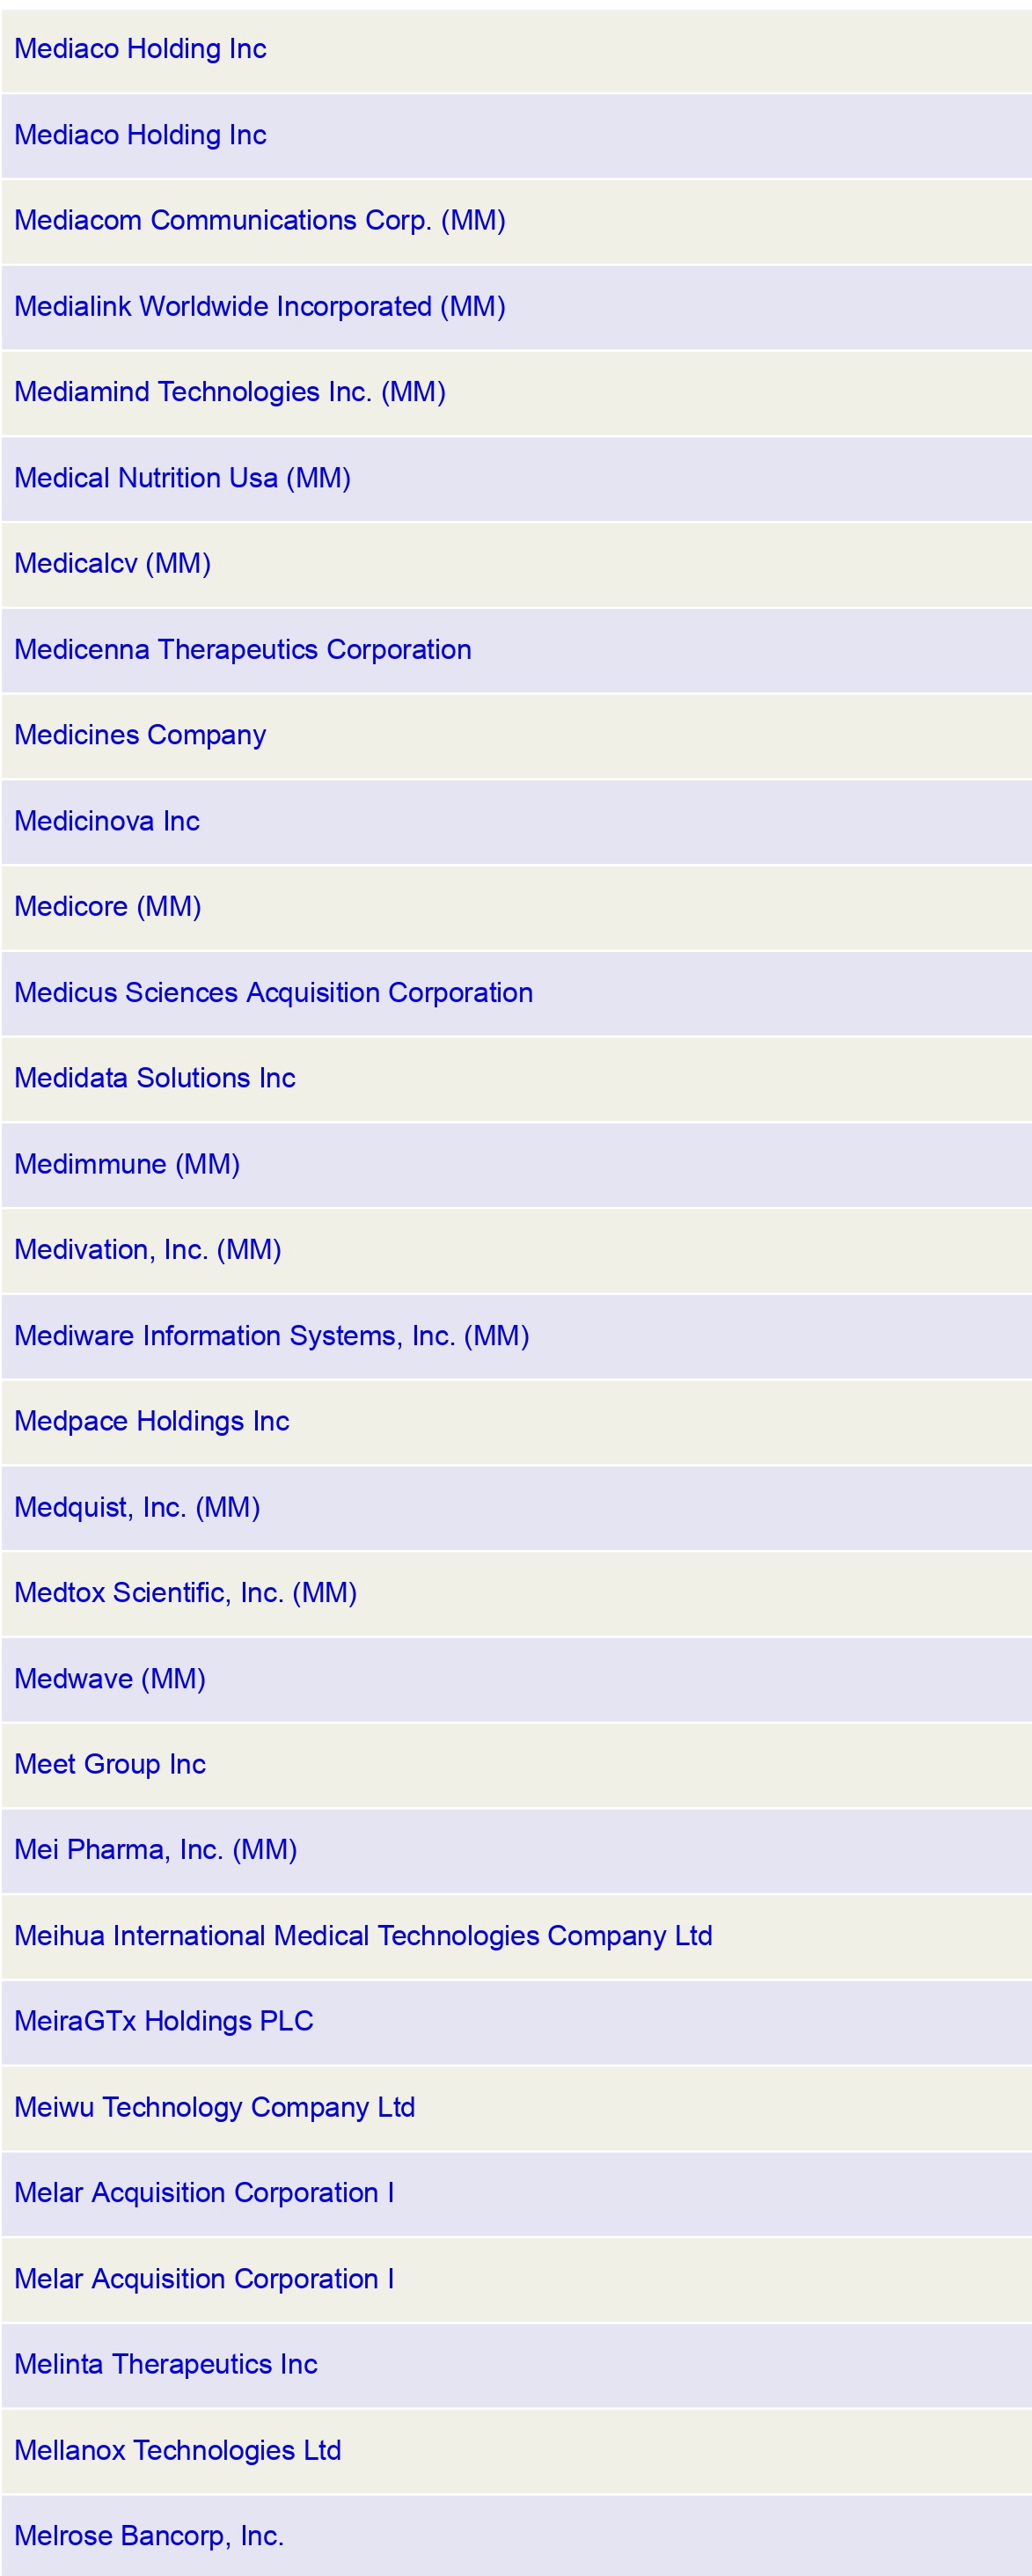 Mediaco Holding Inc
Mediaco Holding Inc
Mediacom Communications Corp. (MM)
Medialink Worldwide Incorporated (MM)
Mediamind Technologies Inc. (MM)
Medical Nutrition Usa (MM)
Medicalcv (MM)
Medicenna Therapeutics Corporation
Medicines Company
Medicinova Inc
Medicore (MM)
Medicus Sciences Acquisition Corporation
Medidata Solutions Inc
Medimmune (MM)
Medivation, Inc. (MM)
Mediware Information Systems, Inc. (MM)
Medpace Holdings Inc
Medquist, Inc. (MM)
Medtox Scientific, Inc. (MM)
Medwave (MM)
Meet Group Inc
Mei Pharma, Inc. (MM)
Meihua International Medical Technologies Company Ltd
MeiraGTx Holdings PLC
Meiwu Technology Company Ltd
Melar Acquisition Corporation I
Melar Acquisition Corporation I
Melinta Therapeutics Inc
Mellanox Technologies Ltd
Melrose Bancorp, Inc.